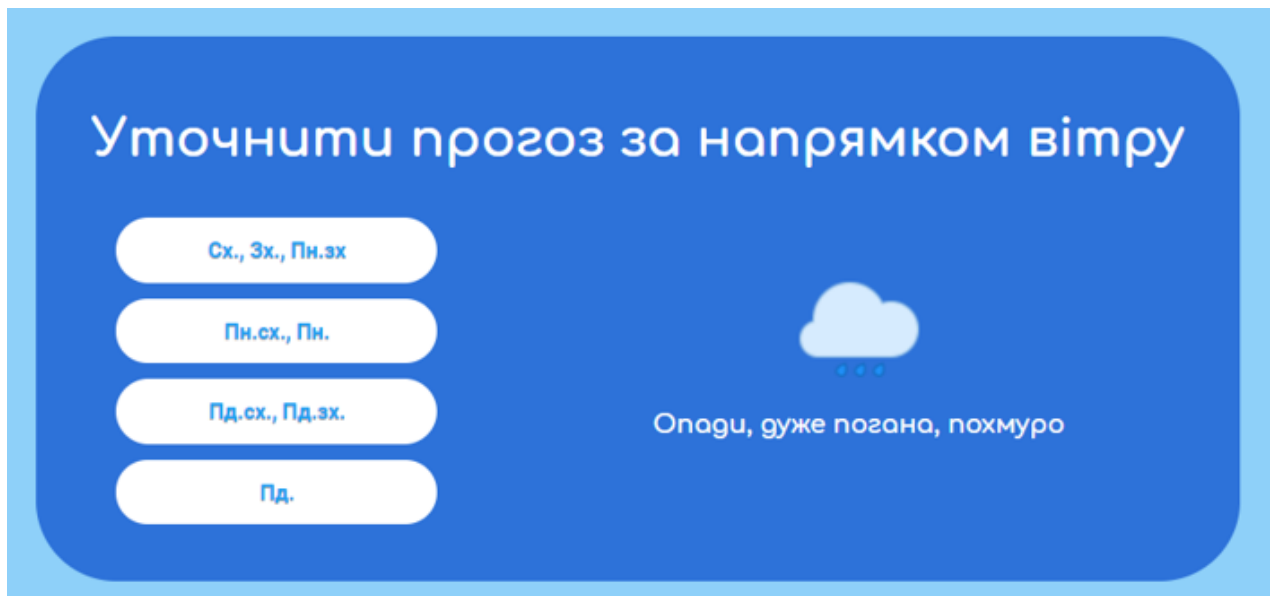 Уточнити прогоз за напрямком вітру
Сх., Зх., Пн.зх
Пн.сх., Пн.
Пд.сх., Пд.зх.
Пд.
Опади, дуже погана, похмуро